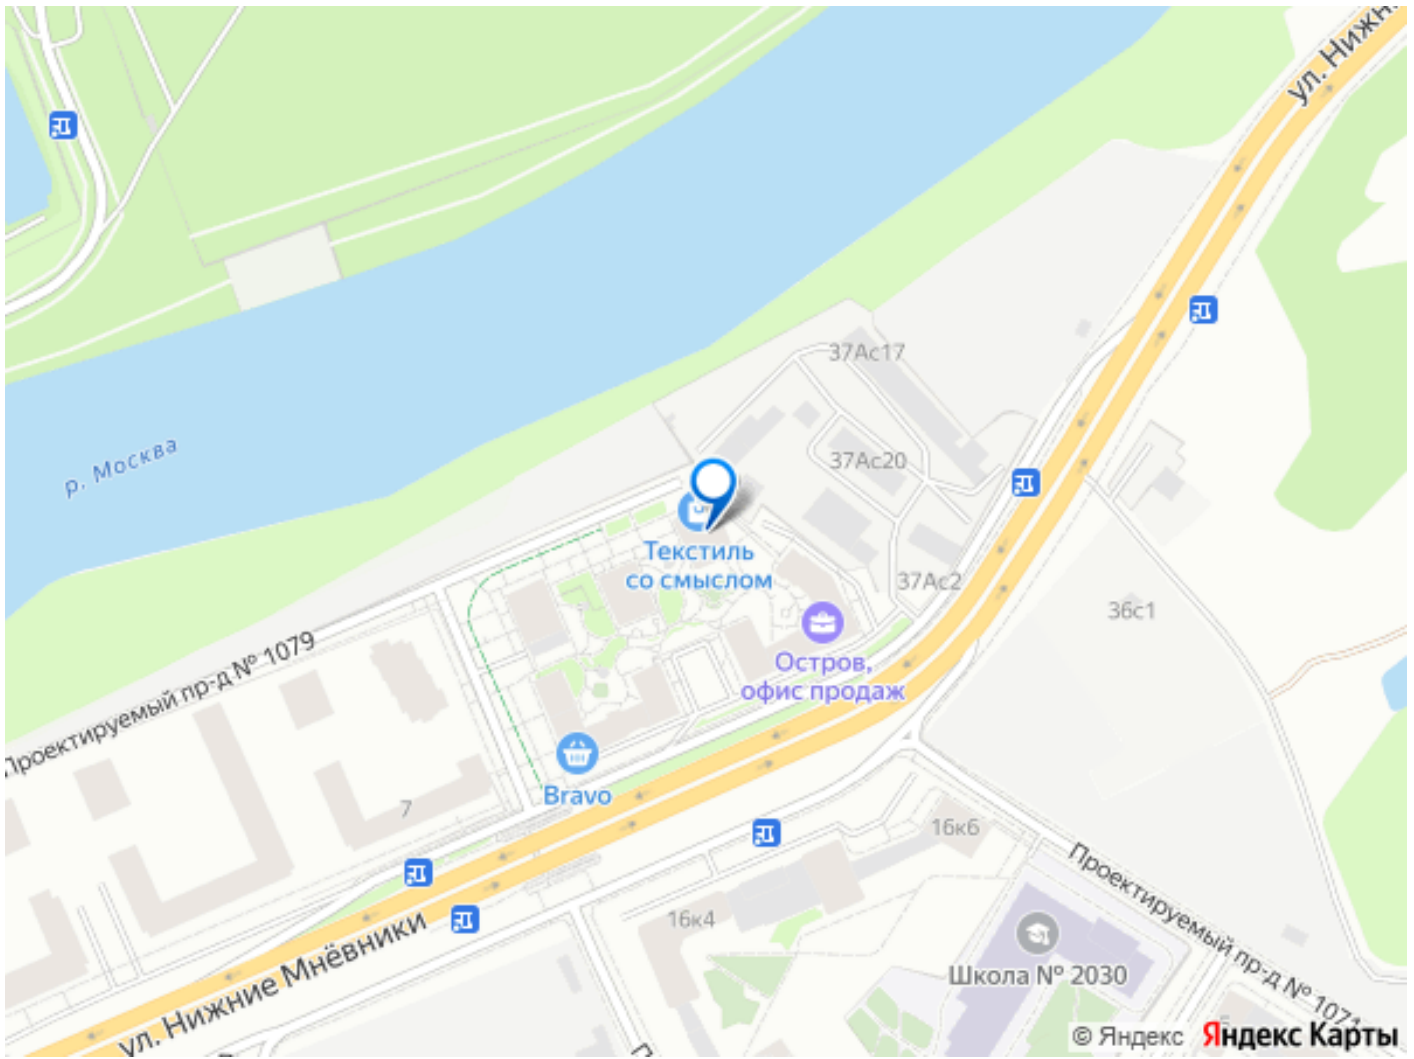 ул. Нижн
37Ас17
р. Москва
37Ас20
Текстиль
со смыслом
37Ас2
36с1
Остров,
офис продаж
Проектируемый пр-д № 1079
Bravo
7
16к6
16к4
Проектируемый пр-д № 107
Школа № 2030
ул. Нижние Мнёвники
© Яндекс Яндекс Карты